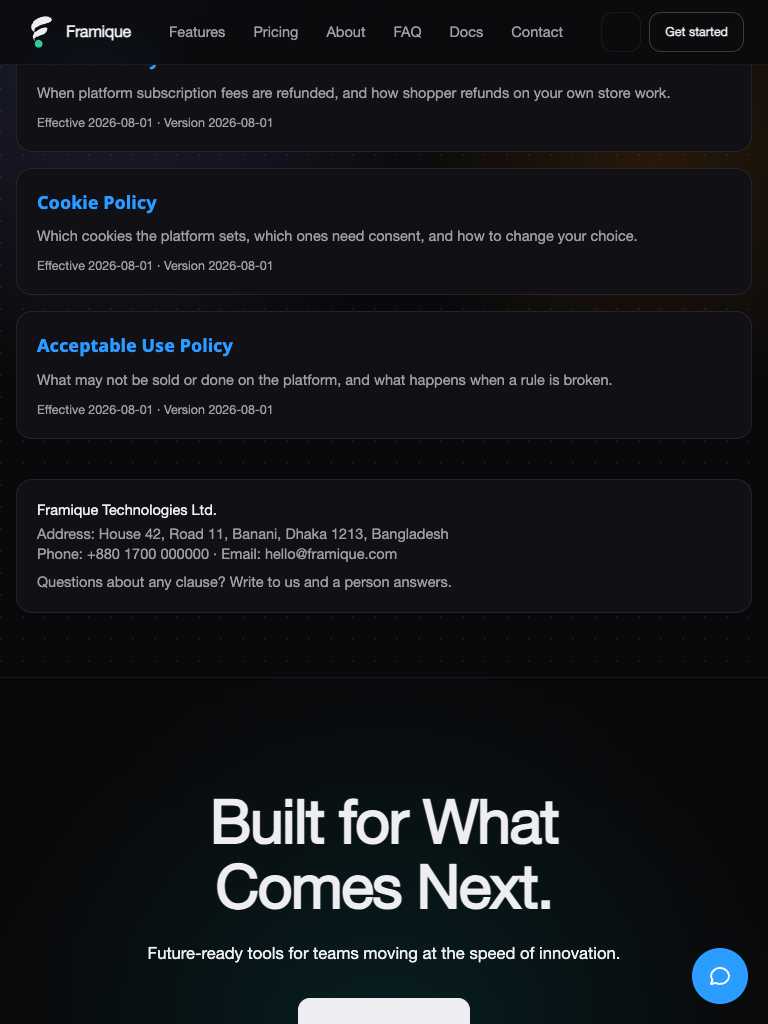 Framique
Features
Pricing
About
FAQ
Docs
Contact
Get started
When platform subscription fees are refunded, and how shopper refunds on your own store work.
Effective 2026-08-01 · Version 2026-08-01
Cookie Policy
Which cookies the platform sets, which ones need consent, and how to change your choice.
Effective 2026-08-01 · Version 2026-08-01
Acceptable Use Policy
What may not be sold or done on the platform, and what happens when a rule is broken.
Effective 2026-08-01 · Version 2026-08-01
Framique Technologies Ltd.
Address: House 42, Road 11, Banani, Dhaka 1213, Bangladesh
Phone: +880 1700 000000 · Email: hello@framique.com
Questions about any clause? Write to us and a person answers.
Built for What
Comes Next.
Future-ready tools for teams moving at the speed of innovation.